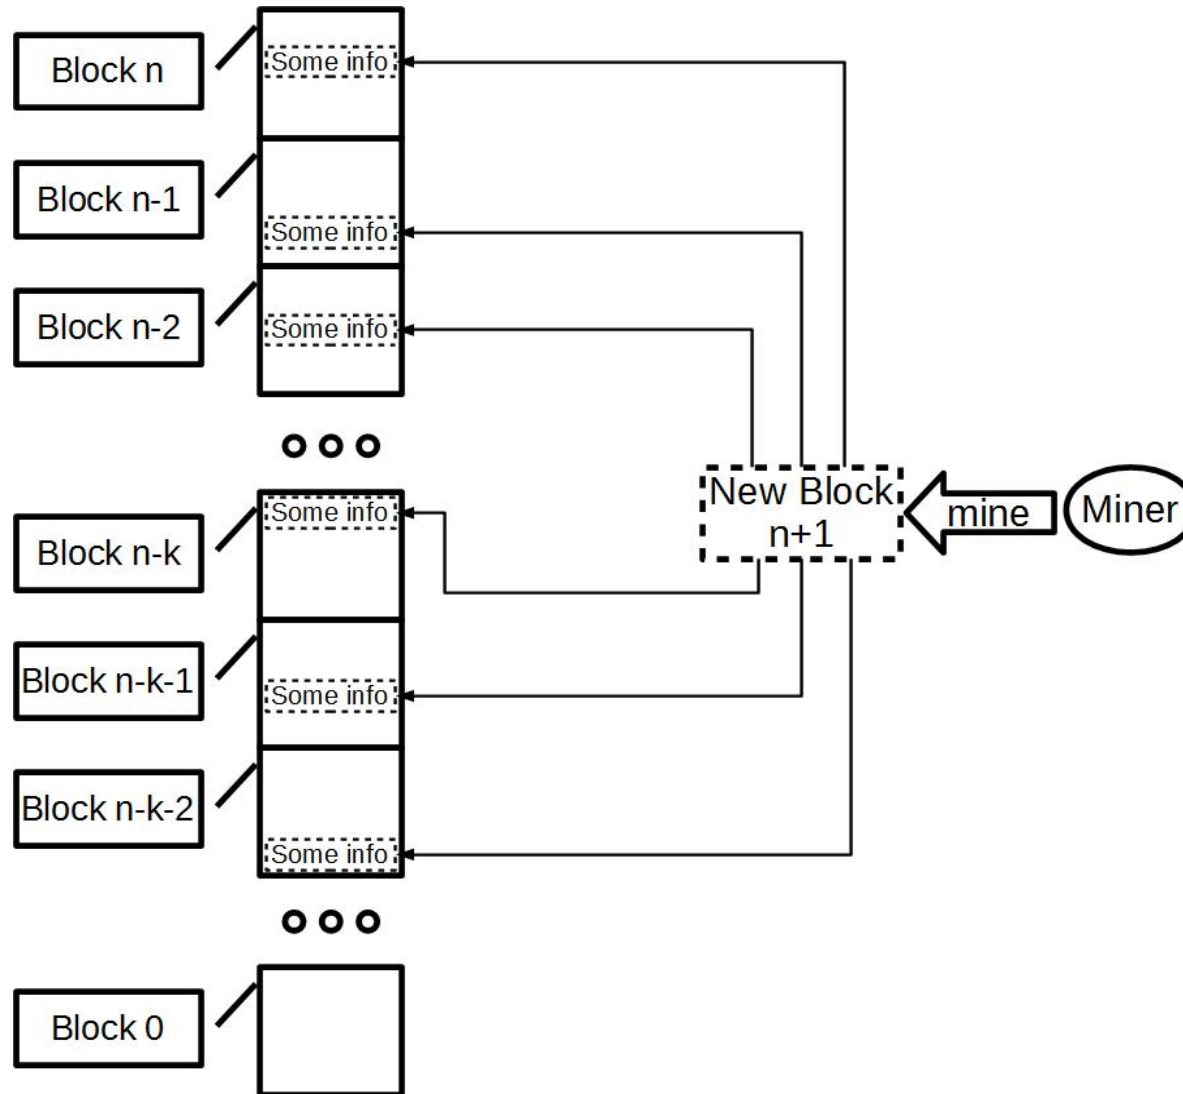 Block n
Some info
Block n-1
Some info
Block n-2
Some info
New Block
n+1
mine
Miner
Block n-k
Some info
Block n-k-1
Some info
Block n-k-2
Some info
Block 0